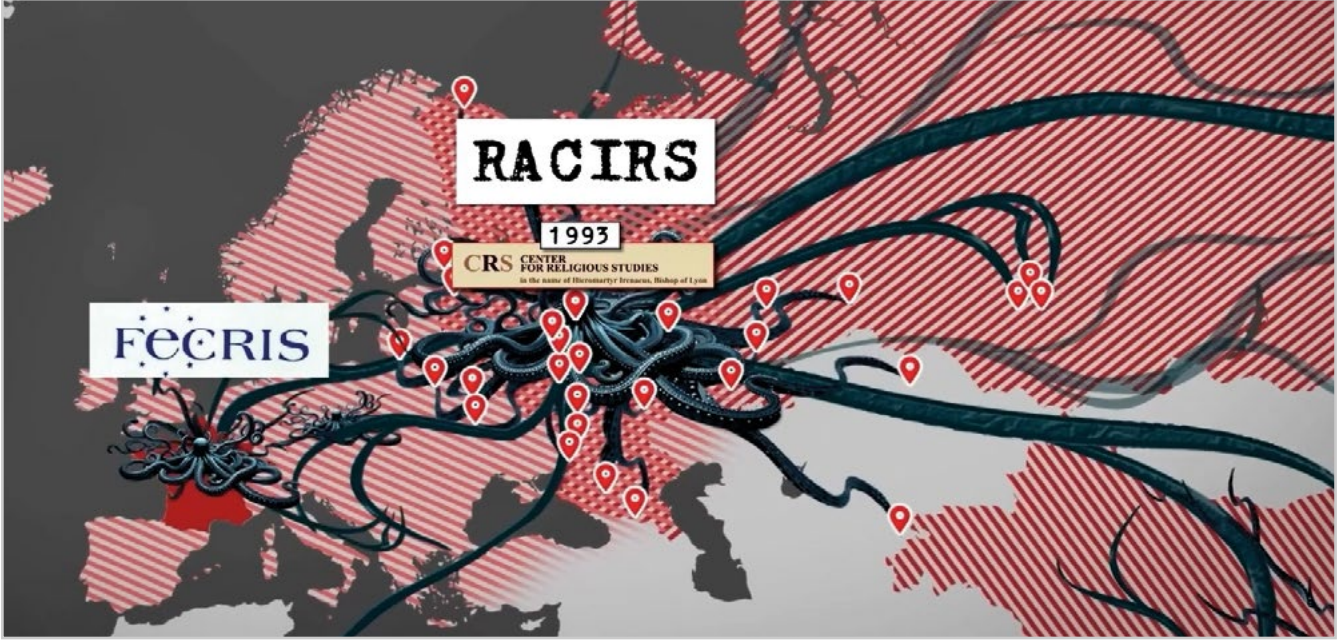 RACIRS
1993
CRS CENTER
FOR RELIGIOUS STUDIES
in the name of Hieromartyr Irenaeus, Bishop of Lyon
FeCRIS